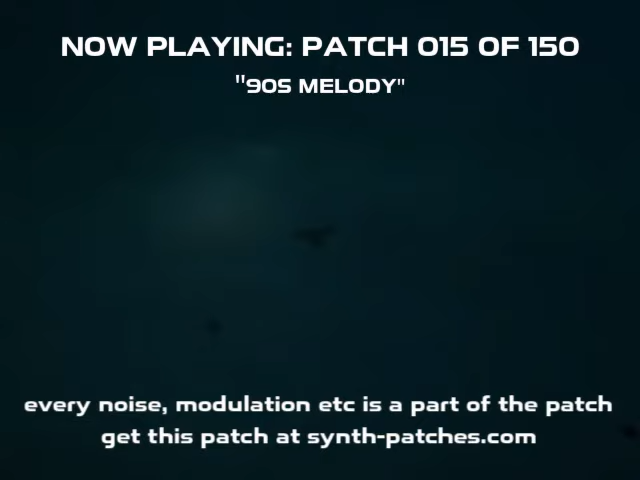 NOW PLAYING: PATCH 015 OF 150
"90S MELODY"
every noise, modulation etc is a part of the patch
get this patch at synth-patches.com